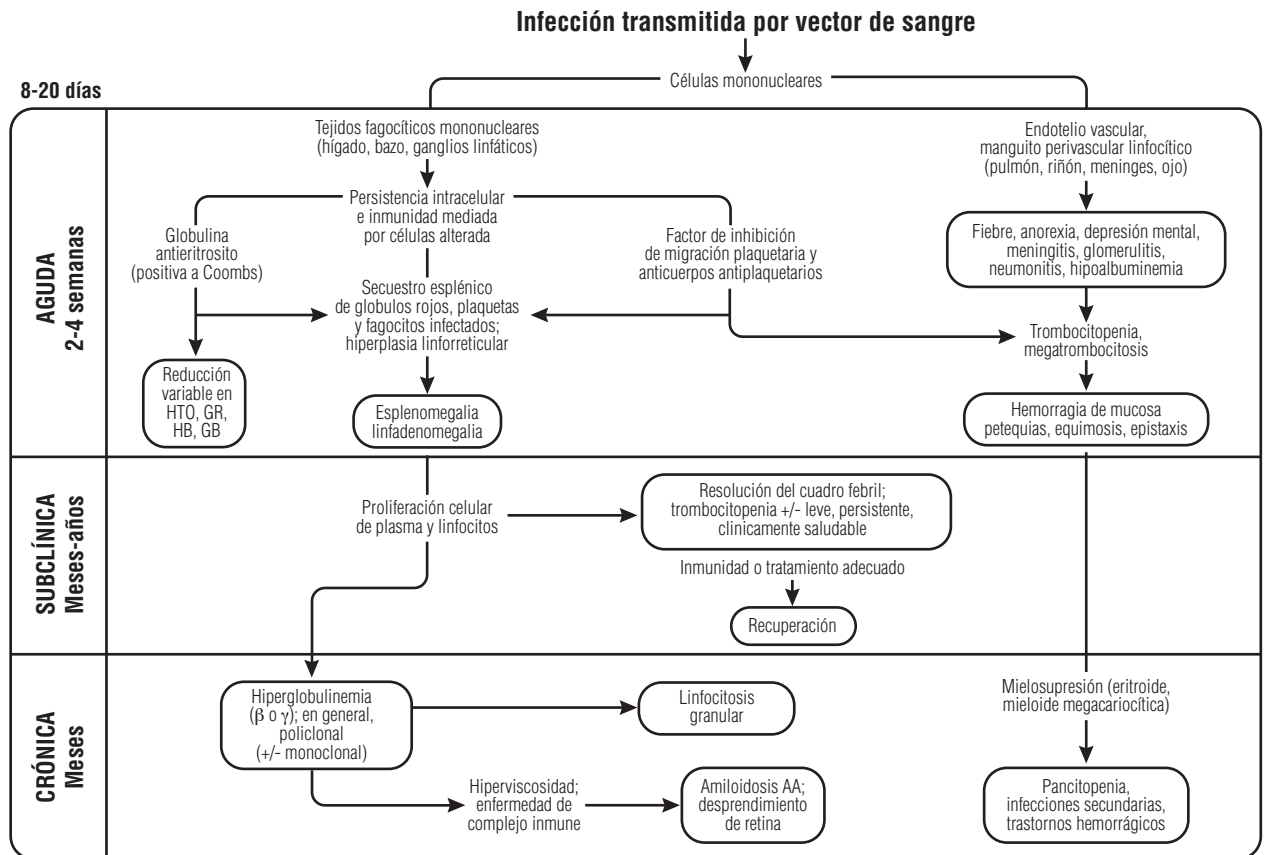 Infección transmitida por vector de sangre
Células mononucleares
8-20 días
AGUDA
2-4 semanas
Tejidos fagocíticos mononucleares
(hígado, bazo, ganglios linfáticos)
Endotelio vascular,
manguito perivascular linfocítico
(pulmón, riñón, meninges, ojo)
Persistencia intracelular
e inmunidad mediada
por células alterada
Globulina
antieritrosito
(positiva a Coombs)
Factor de inhibición
de migración plaquetaria y
anticuerpos antiplaquetarios
Fiebre, anorexia, depresión mental,
meningitis, glomerulitis,
neumonitis, hipoalbuminemia
Secuestro esplénico
de globulos rojos, plaquetas
y fagocitos infectados;
hiperplasia linforreticular
Trombocitopenia,
megatrombocitosis
Reducción
variable en
HTO, GR,
HB, GB
Esplenomegalia
linfadenomegalia
Hemorragia de mucosa
petequias, equimosis, epistaxis
SUBCLÍNICA
Meses-años
Proliferación celular
de plasma y linfocitos
Resolución del cuadro febril;
trombocitopenia +/- leve, persistente,
clinicamente saludable
Inmunidad o tratamiento adecuado
Recuperación
CRÓNICA
Meses
Hiperglobulinemia
(β o γ); en general,
policlonal
(+/- monoclonal)
Linfocitosis
granular
Mielosupresión (eritroide,
mieloide megacariocítica)
Hiperviscosidad;
enfermedad de
complejo inmune
Amiloidosis AA;
desprendimiento
de retina
Pancitopenia,
infecciones secundarias,
trastornos hemorrágicos